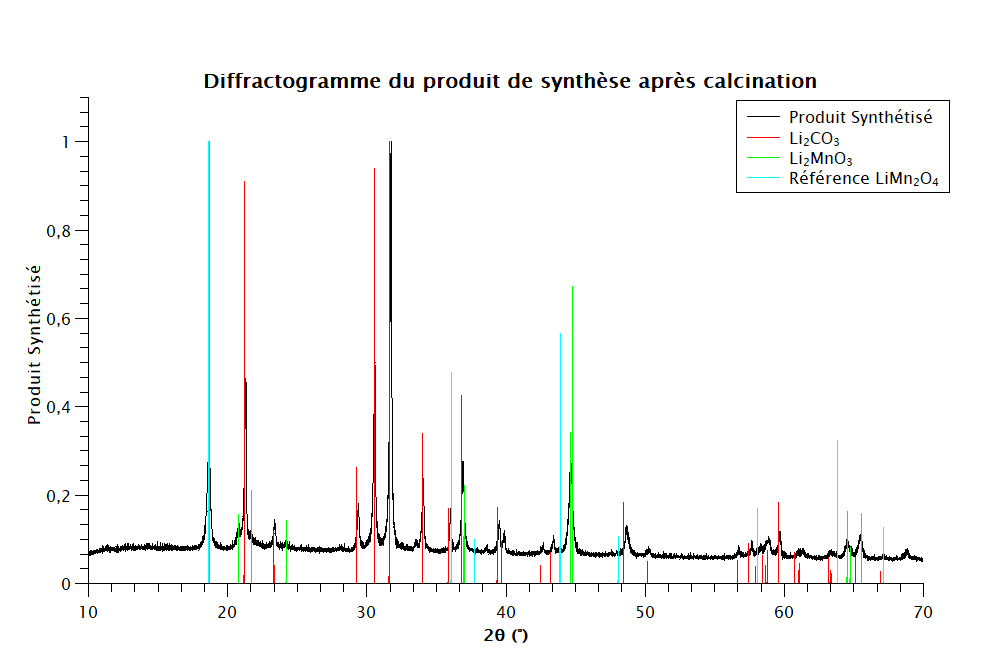 Diffractogramme du produit de synthèse après calcination
Produit Synthétisé
Li₂CO₃
Li₂MnO₃
Référence LiMn₂O₄
Produit Synthétisé
1
0,8
0,6
0,4
0,2
0
10 20 30 40 50 60 70
2θ (°)